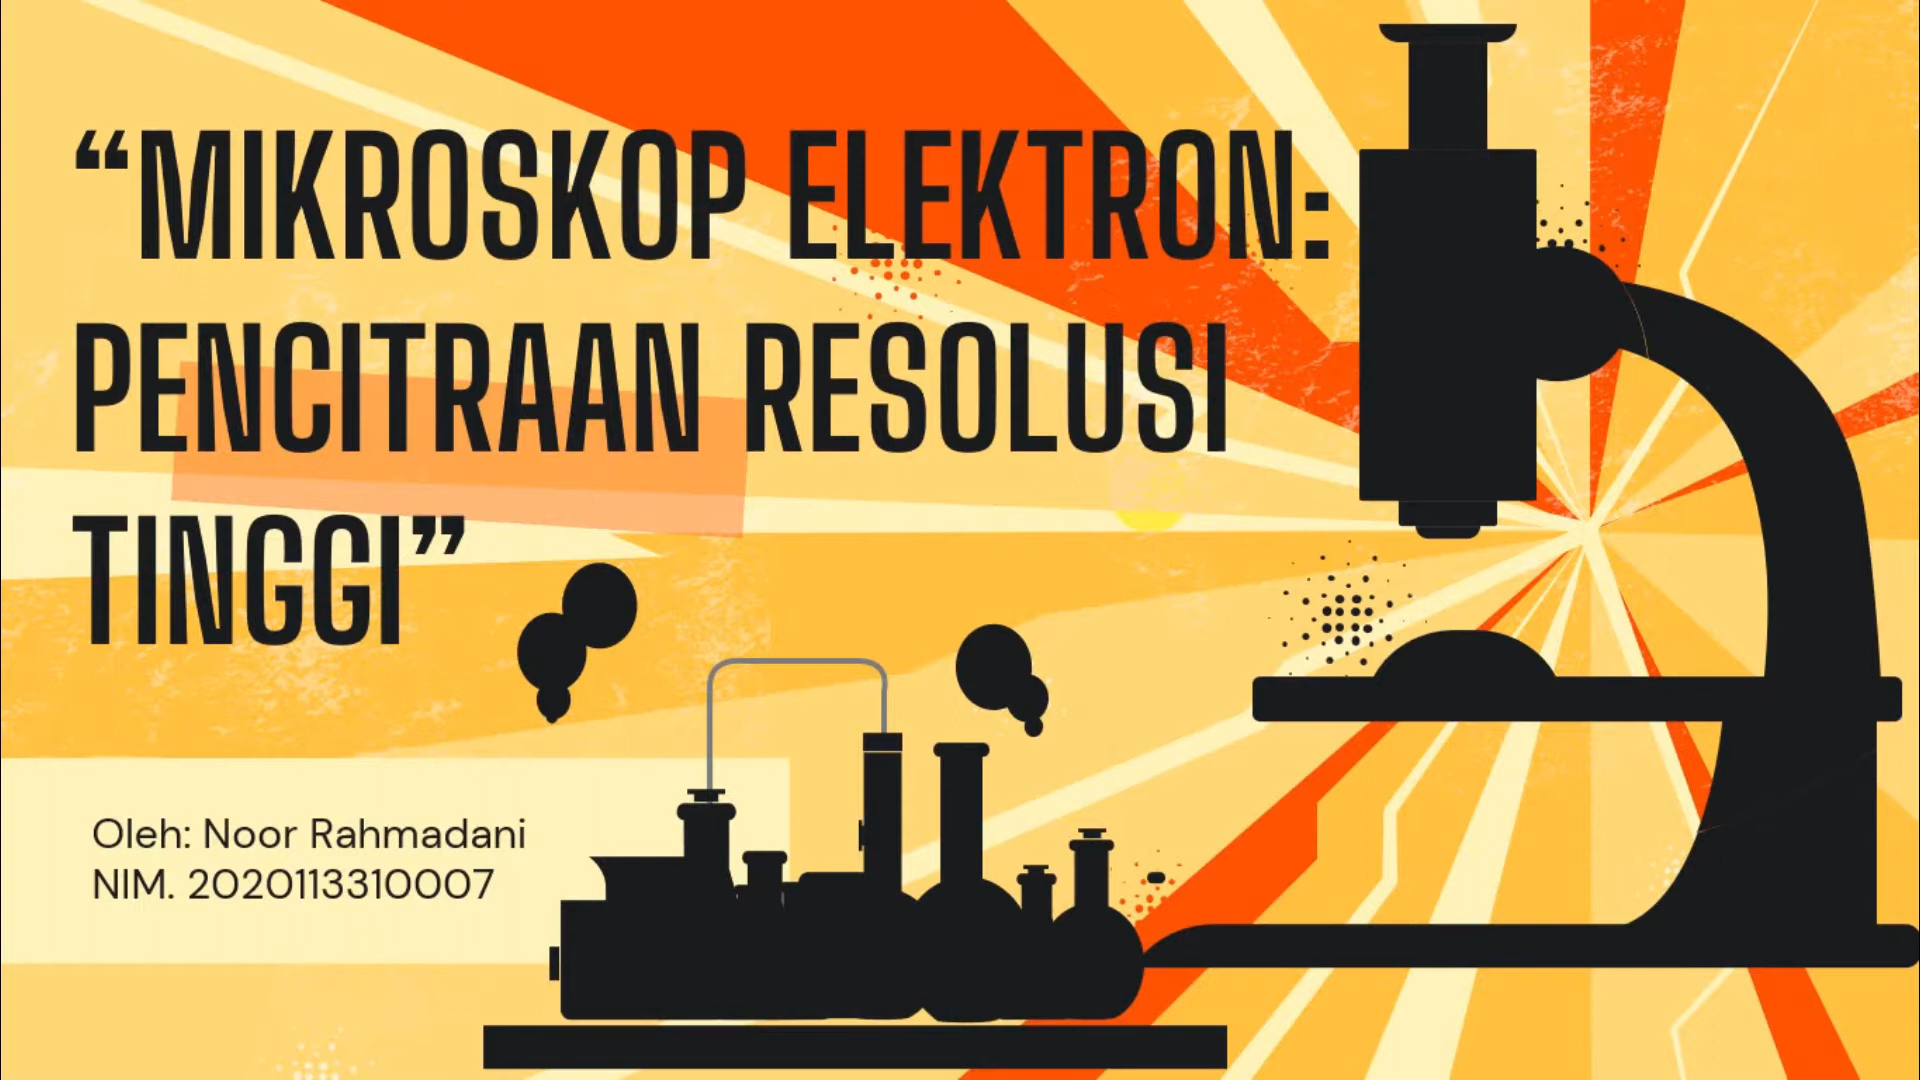 “MIKROSKOP ELEKTRON:
PENCITRAAN RESOLUSI
TINGGI”
Oleh: Noor Rahmadani
NIM. 2020113310007